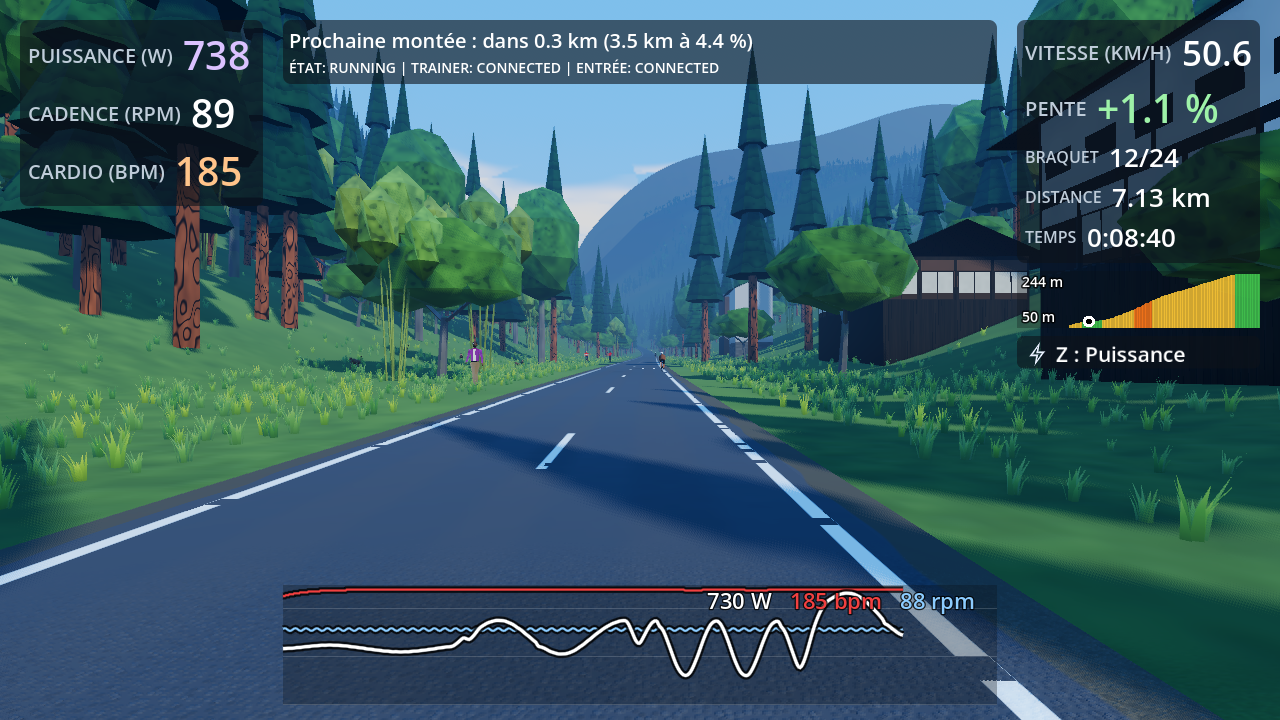 PUISSANCE (W) 738
CADENCE (RPM) 89
CARDIO (BPM) 185
Prochaine montée : dans 0.3 km (3.5 km à 4.4 %)
ÉTAT: RUNNING | TRAINER: CONNECTED | ENTRÉE: CONNECTED
VITESSE (KM/H) 50.6
PENTE +1.1 %
BRAQUET 12/24
DISTANCE 7.13 km
TEMPS 0:08:40
244 m
50 m
Z : Puissance
730 W 185 bpm 88 rpm